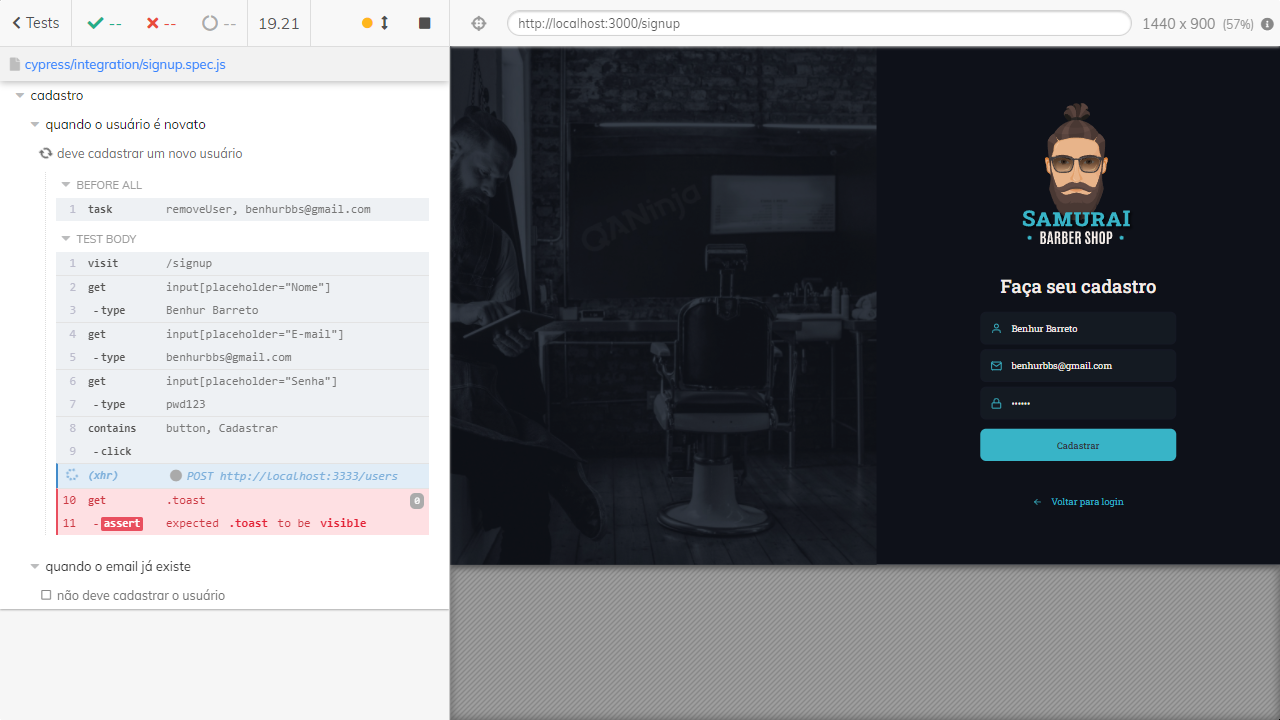 Tests
--
--
--
19.21
http://localhost:3000/signup
1440 x 900 (57%)
cypress/integration/signup.spec.js
cadastro
quando o usuário é novato
deve cadastrar um novo usuário
BEFORE ALL
1 task removeUser, benhurbbs@gmail.com
TEST BODY
1 visit /signup
2 get input[placeholder="Nome"]
3 -type Benhur Barreto
4 get input[placeholder="E-mail"]
5 -type benhurbbs@gmail.com
6 get input[placeholder="Senha"]
7 -type pwd123
8 contains button, Cadastrar
9 -click
(xhr) POST http://localhost:3333/users
10 get .toast 0
11 -assert expected .toast to be visible
quando o email já existe
não deve cadastrar o usuário
QANinja
SAMURAI
BARBER SHOP
Faça seu cadastro
Benhur Barreto
benhurbbs@gmail.com
••••••
Cadastrar
Voltar para login